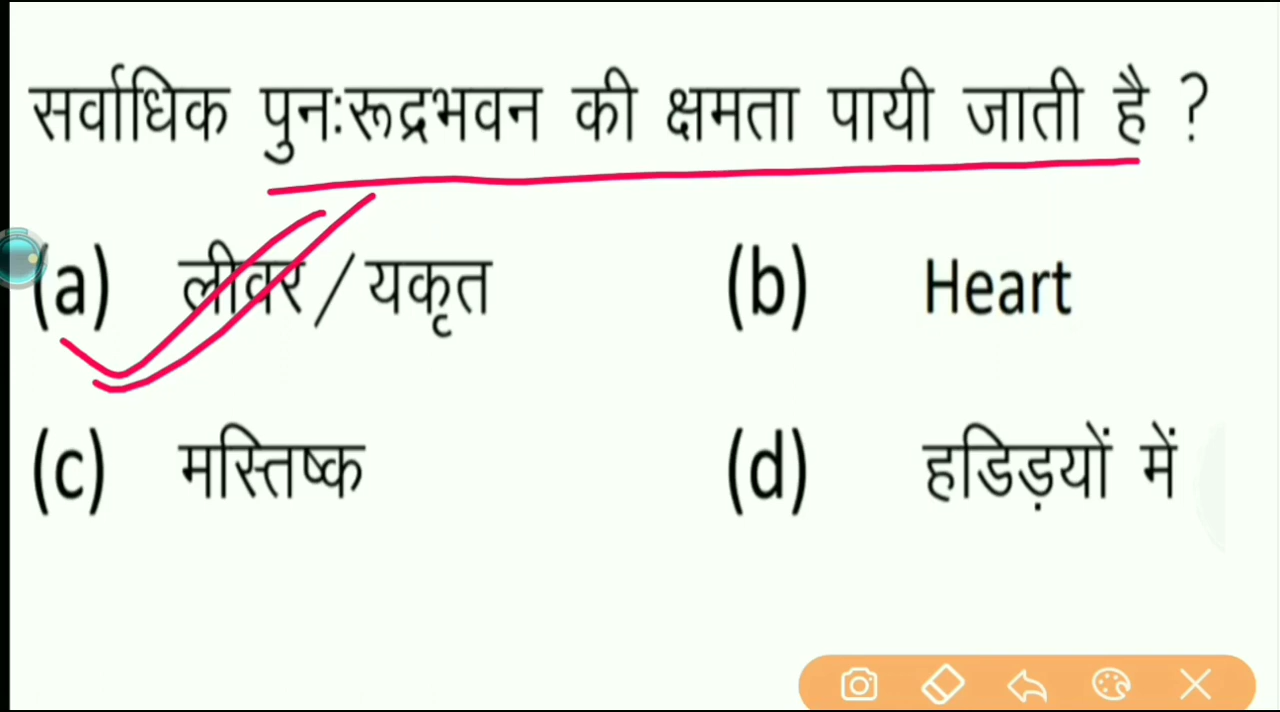 सर्वाधिक पुनःरूद्रभवन की क्षमता पायी जाती है ?
(a) लीवर / यकृत (b) Heart
(c) मस्तिष्क (d) हडिड़यों में